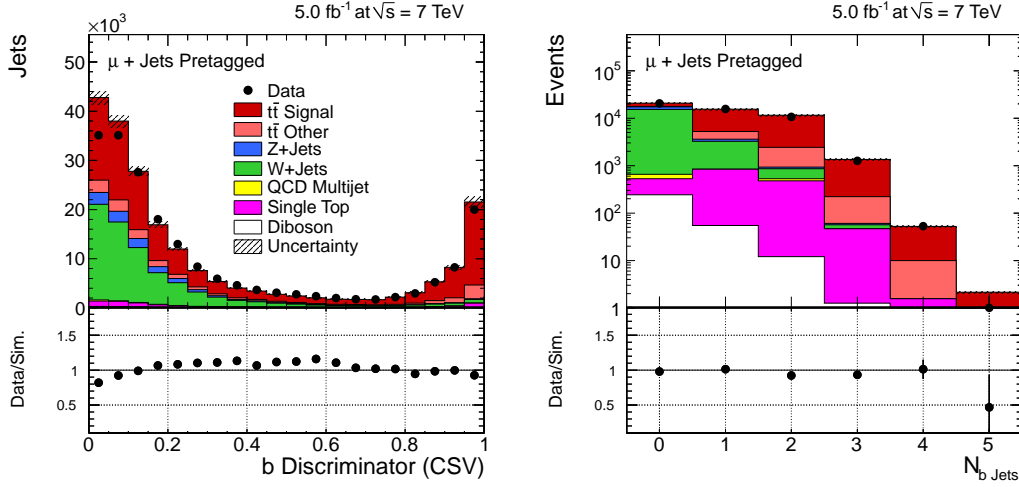 5.0 fb⁻¹ at √s = 7 TeV
×10³
Jets
μ + Jets Pretagged
Data
tt̄ Signal
tt̄ Other
Z+Jets
W+Jets
QCD Multijet
Single Top
Diboson
Uncertainty
50
40
30
20
10
0
Data/Sim.
1.5
1
0.5
0 0.2 0.4 0.6 0.8 1
b Discriminator (CSV)
5.0 fb⁻¹ at √s = 7 TeV
Events
μ + Jets Pretagged
10⁵
10⁴
10³
10²
10
1
Data/Sim.
1.5
1
0.5
0 1 2 3 4 5
N b Jets